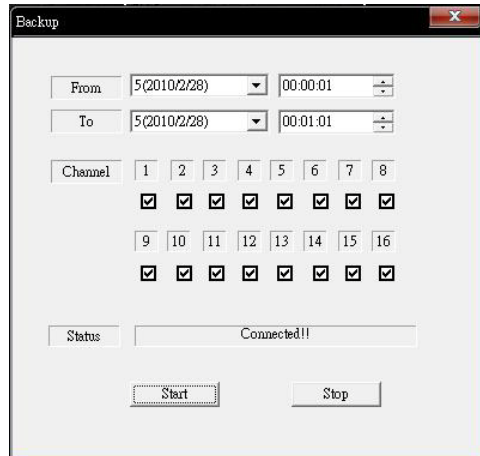 Backup
From 5(2010/2/28) 00:00:01
To 5(2010/2/28) 00:01:01
Channel 1 2 3 4 5 6 7 8
9 10 11 12 13 14 15 16
Status Connected!!
Start Stop